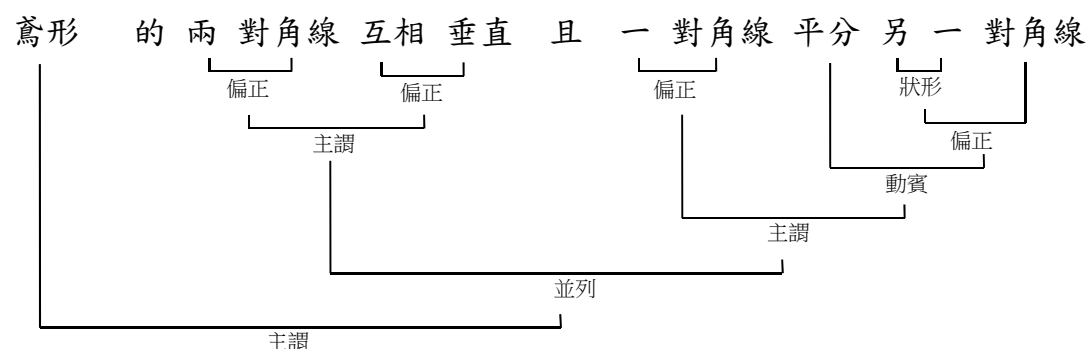 鳶形 的 兩 對角線 互相 垂直 且 一 對角線 平分 另 一 對角線
偏正 偏正 偏正 狀形
主謂 偏正
動賓
主謂
並列
主謂